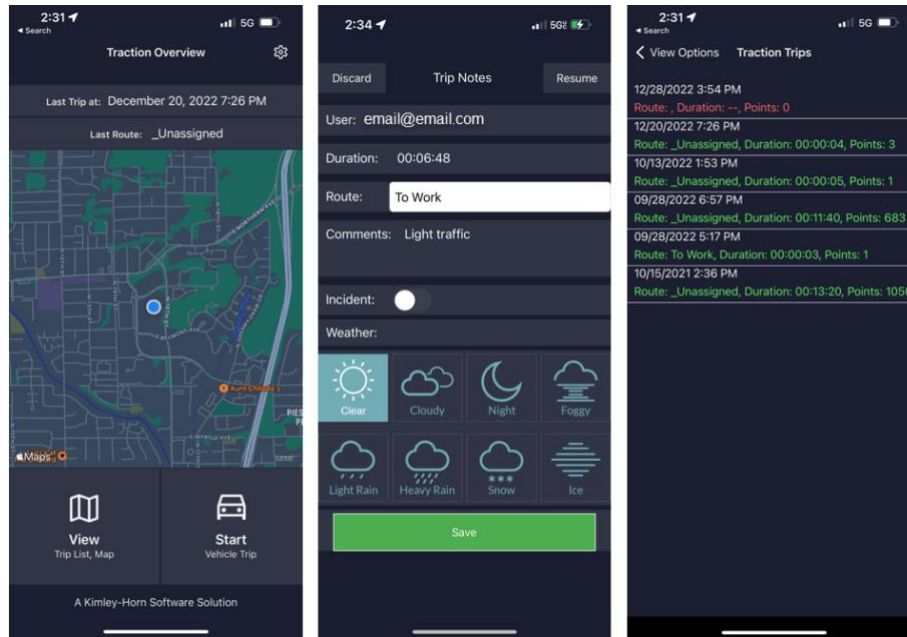 2:31
5G
Search
Traction Overview
Last Trip at: December 20, 2022 7:26 PM
Last Route: _Unassigned
Maps
View
Trip List, Map
Start
Vehicle Trip
A Kimley-Horn Software Solution
2:34
Discard
Trip Notes
Resume
User: email@email.com
Duration: 00:06:48
Route: To Work
Comments: Light traffic
Incident:
Weather:
Clear
Cloudy
Night
Foggy
Light Rain
Heavy Rain
Snow
Ice
Save
2:31
5G
Search
View Options
Traction Trips
12/28/2022 3:54 PM
Route: , Duration: --, Points: 0
12/20/2022 7:26 PM
Route: _Unassigned, Duration: 00:00:04, Points: 3
10/13/2022 1:53 PM
Route: _Unassigned, Duration: 00:00:05, Points: 1
09/28/2022 6:57 PM
Route: _Unassigned, Duration: 00:11:40, Points: 683
09/28/2022 5:17 PM
Route: To Work, Duration: 00:00:03, Points: 1
10/15/2021 2:36 PM
Route: _Unassigned, Duration: 00:13:20, Points: 105